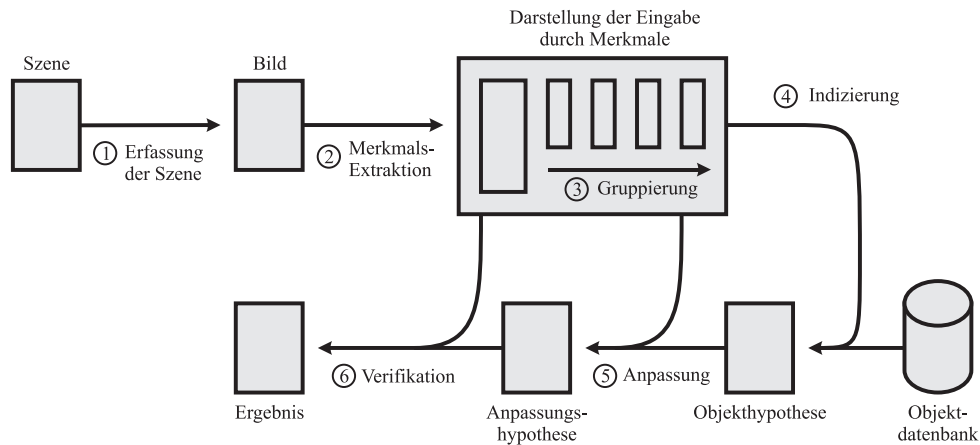 Darstellung der Eingabe
durch Merkmale
Szene
Bild
① Erfassung
der Szene
② Merkmals-
Extraktion
③ Gruppierung
④ Indizierung
⑥ Verifikation
⑤ Anpassung
Ergebnis
Anpassungs-
hypothese
Objekthypothese
Objekt-
datenbank